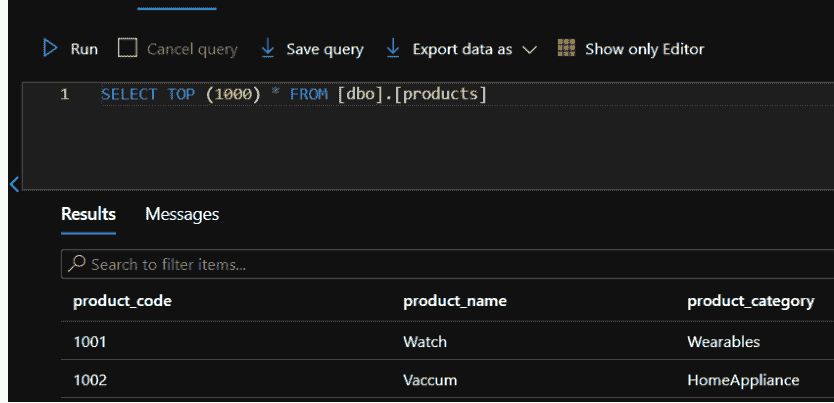 Run Cancel query Save query Export data as Show only Editor
1 SELECT TOP (1000) * FROM [dbo].[products]
Results Messages
Search to filter items...
product_code product_name product_category
1001 Watch Wearables
1002 Vaccum HomeAppliance